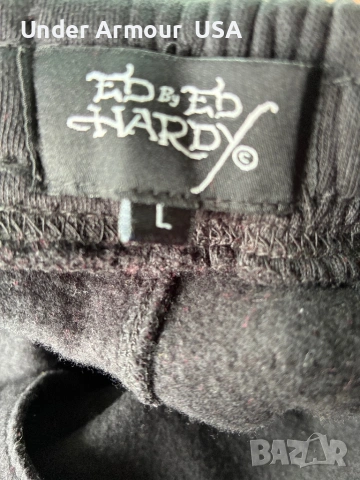 Under Armour USA
ED By ED
HARDY ©
L
BAZAR